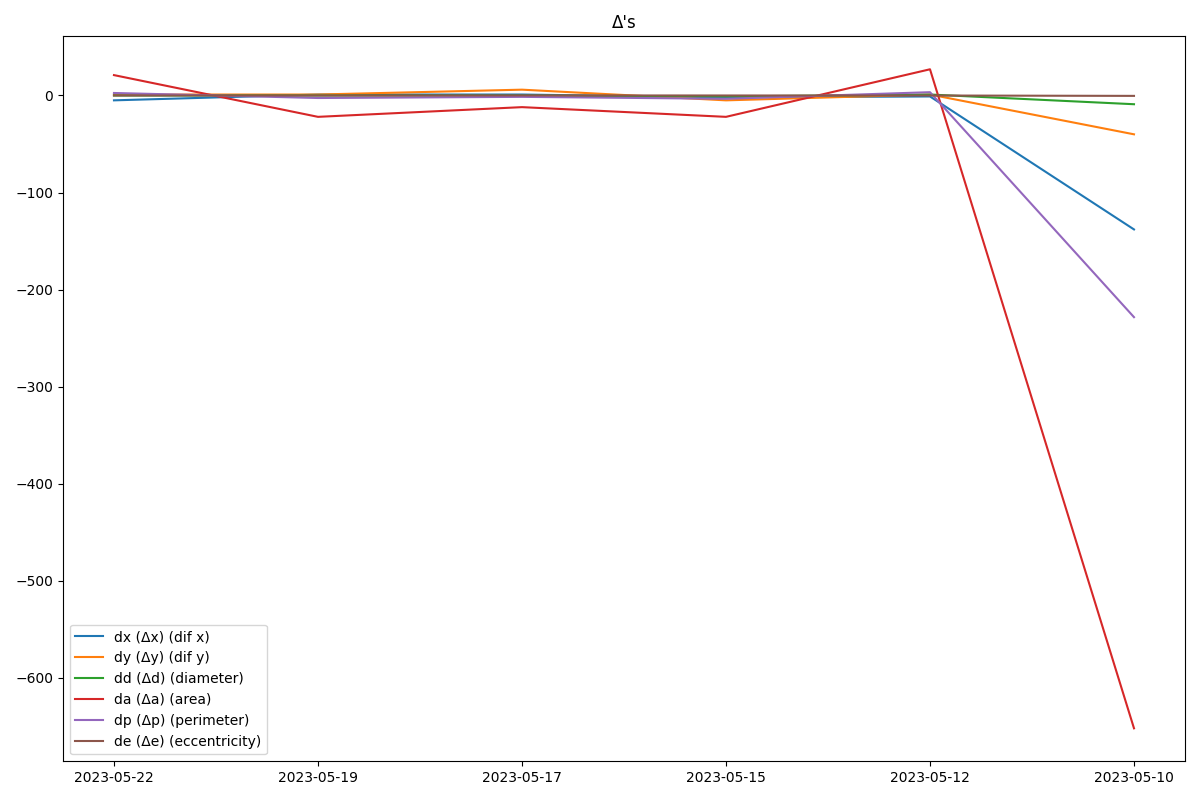 Δ's
0
−100
−200
−300
−400
−500
−600
dx (Δx) (dif x)
dy (Δy) (dif y)
dd (Δd) (diameter)
da (Δa) (area)
dp (Δp) (perimeter)
de (Δe) (eccentricity)
2023-05-22 2023-05-19 2023-05-17 2023-05-15 2023-05-12 2023-05-10